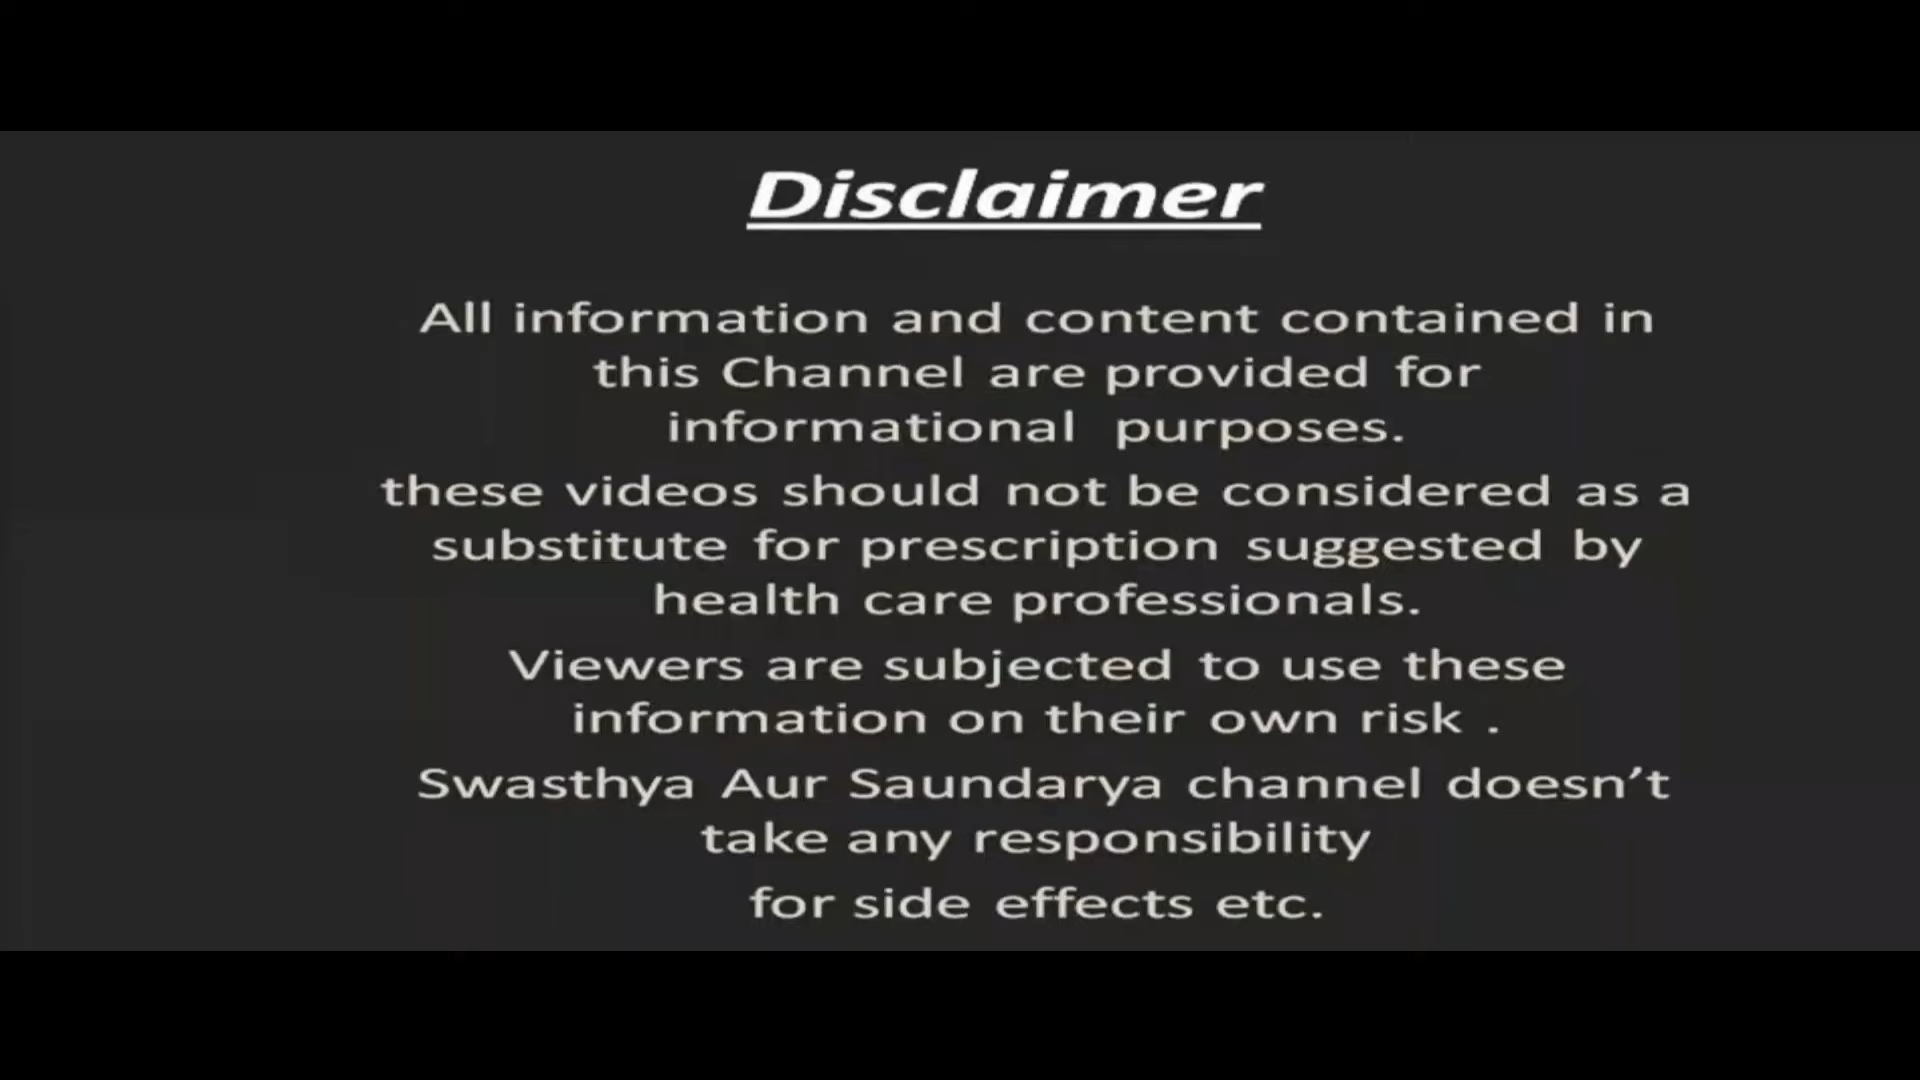 Disclaimer
All information and content contained in
this Channel are provided for
informational purposes.
these videos should not be considered as a
substitute for prescription suggested by
health care professionals.
Viewers are subjected to use these
information on their own risk .
Swasthya Aur Saundarya channel doesn’t
take any responsibility
for side effects etc.